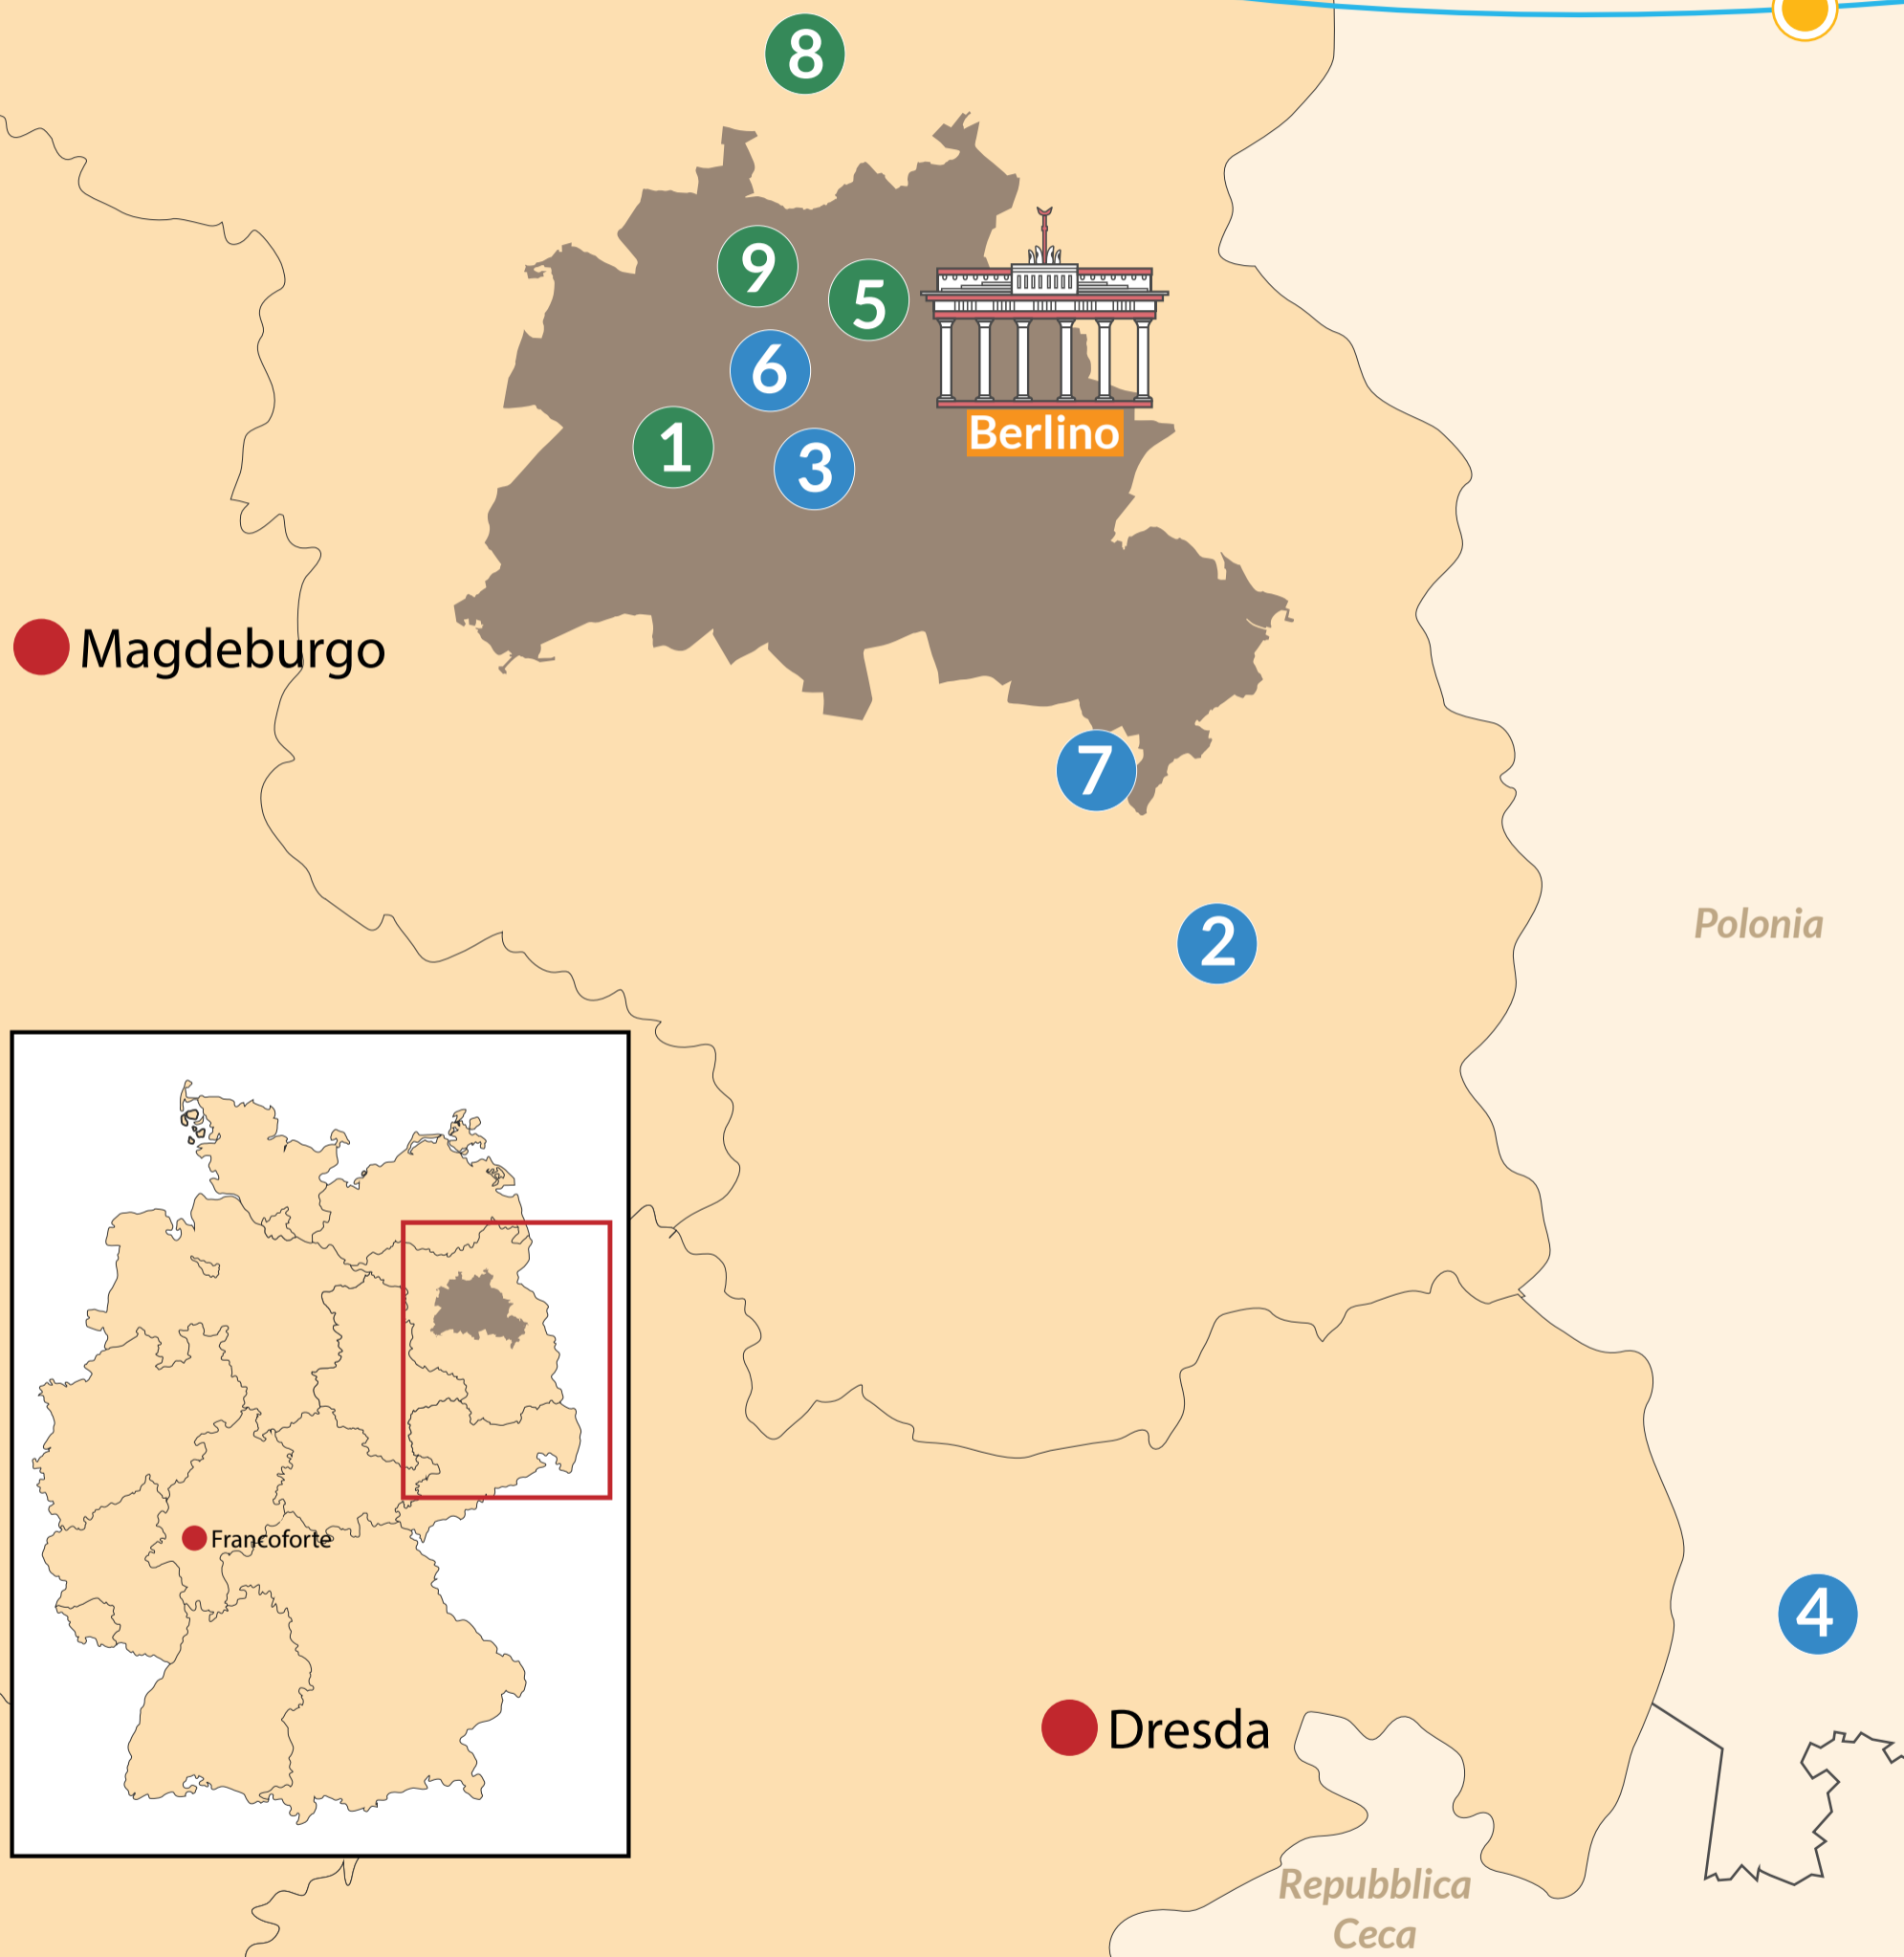 8
9
5
6
1
3
Berlino
Magdeburgo
7
2
Polonia
Francoforte
4
Dresda
Repubblica
Ceca